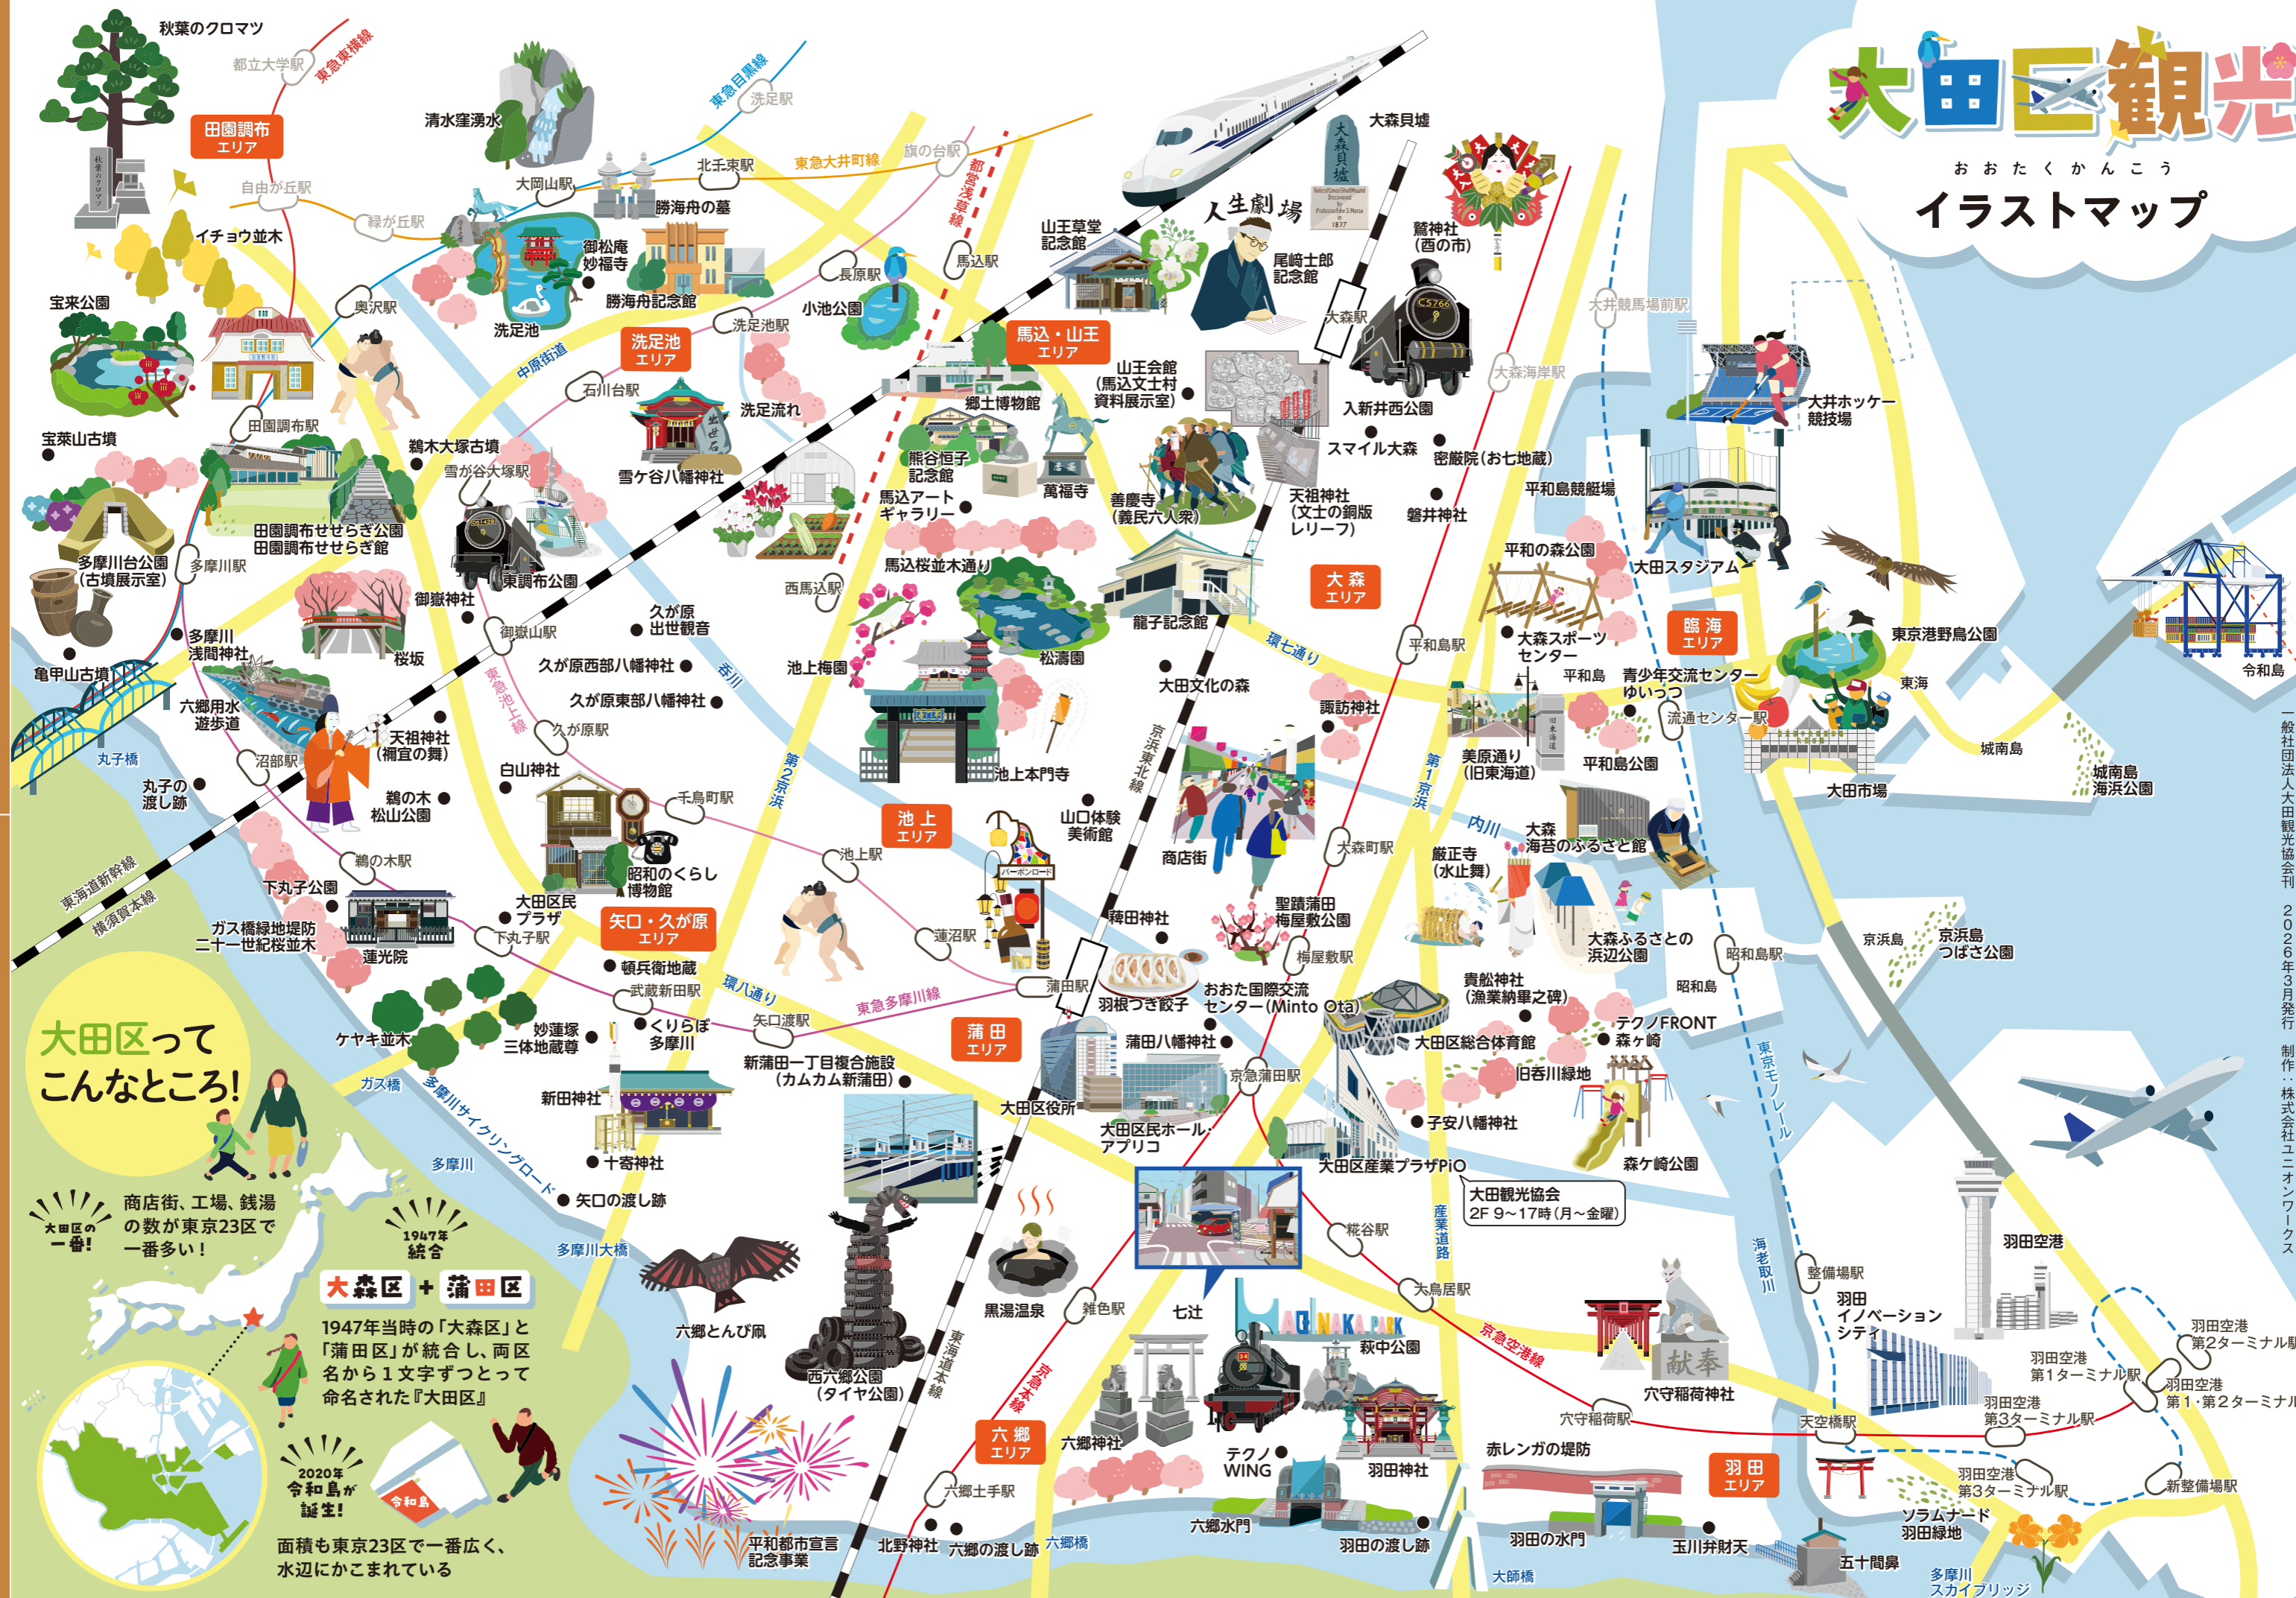 大田区観光
おおたくかんこう
イラストマップ
秋葉のクロマツ
秋葉のクロマツ
都立大学駅
東急東横線
田園調布
エリア
自由が丘駅
緑が丘駅
イチョウ並木
宝来公園
奥沢駅
田園調布駅
宝萊山古墳
清水窪湧水
東急目黒線
洗足駅
大岡山駅
北千束駅
東急大井町線
旗の台駅
都営浅草線
勝海舟の墓
御松庵
妙福寺
勝海舟記念館
洗足池
長原駅
馬込駅
小池公園
洗足池
エリア
洗足池駅
中原街道
石川台駅
洗足流れ
雪ケ谷八幡神社
出世石
鵜木大塚古墳
雪が谷大塚駅
田園調布せせらぎ公園
田園調布せせらぎ館
多摩川台公園
(古墳展示室)
多摩川駅
東調布公園
御嶽神社
御嶽山駅
桜坂
多摩川
浅間神社
亀甲山古墳
六郷用水
遊歩道
丸子橋
沼部駅
天祖神社
(禰宜の舞)
丸子の
渡し跡
鵜の木
松山公園
東急池上線
久が原
出世観音
久が原西部八幡神社
久が原東部八幡神社
呑川
久が原駅
白山神社
千鳥町駅
第2京浜
昭和のくらし
博物館
東海道新幹線
横須賀本線
鵜の木駅
下丸子公園
ガス橋緑地堤防
二十一世紀桜並木
蓮光院
大田区民
プラザ
下丸子駅
矢口・久が原
エリア
頓兵衛地蔵
武蔵新田駅
環八通り
矢口渡駅
東急多摩川線
ケヤキ並木
妙蓮塚
三体地蔵尊
くりらぼ
多摩川
新田神社
ガス橋
多摩川サイクリングロード
多摩川
十寄神社
矢口の渡し跡
多摩川大橋
山王草堂
記念館
人生劇場
大森貝墟
大森貝墟
尾﨑士郎
記念館
鷲神社
(酉の市)
大森駅
C5766
馬込・山王
エリア
山王会館
(馬込文士村
資料展示室)
郷土博物館
熊谷恒子
記念館
萬福寺
馬込アート
ギャラリー
善慶寺
(義民六人衆)
天祖神社
(文士の銅版
レリーフ)
入新井西公園
スマイル大森
密厳院(お七地蔵)
磐井神社
大森海岸駅
大井競馬場前駅
大井ホッケー
競技場
平和島競艇場
大田スタジアム
平和の森公園
馬込桜並木通り
西馬込駅
池上梅園
松濤園
龍子記念館
大森
エリア
環七通り
平和島駅
大森スポーツ
センター
平和島
青少年交流センター
ゆいっつ
臨海
エリア
東京港野鳥公園
令和島
東海
流通センター駅
城南島
城南島
海浜公園
大田市場
大田文化の森
諏訪神社
京浜東北線
池上本門寺
山口体験
美術館
商店街
第1京浜
美原通り
(旧東海道)
旧東海道
平和島公園
内川
大森
海苔のふるさと館
大森町駅
厳正寺
(水止舞)
池上
エリア
池上駅
バーボンロード
蓮沼駅
薭田神社
聖蹟蒲田
梅屋敷公園
梅屋敷駅
大森ふるさとの
浜辺公園
昭和島駅
昭和島
京浜島
京浜島
つばさ公園
蒲田駅
羽根つき餃子
おおた国際交流
センター(Minto Ota)
貴舩神社
(漁業納畢之碑)
大田区総合体育館
テクノFRONT
森ヶ崎
旧呑川緑地
蒲田
エリア
蒲田八幡神社
京急蒲田駅
新蒲田一丁目複合施設
(カムカム新蒲田)
大田区役所
大田区民ホール・
アプリコ
子安八幡神社
大田区産業プラザPiO
大田観光協会
2F 9〜17時(月〜金曜)
森ケ崎公園
東京モノレール
海老取川
産業道路
糀谷駅
大鳥居駅
京急空港線
七辻
黒湯温泉
雑色駅
六郷とんび凧
西六郷公園
(タイヤ公園)
東海道本線
京急本線
HAGINAKA PARK
萩中公園
六郷
エリア
六郷神社
テクノ
WING
羽田神社
六郷土手駅
平和都市宣言
記念事業
北野神社
六郷の渡し跡
六郷橋
六郷水門
羽田の渡し跡
大師橋
献奉
穴守稲荷神社
穴守稲荷駅
赤レンガの堤防
羽田
エリア
羽田の水門
玉川弁財天
五十間鼻
天空橋駅
整備場駅
羽田
イノベーション
シティ
羽田空港
羽田空港
第1ターミナル駅
羽田空港
第2ターミナル駅
羽田空港
第1・第2ターミナル
羽田空港
第3ターミナル駅
羽田空港
第3ターミナル駅
新整備場駅
ソラムナード
羽田緑地
多摩川
スカイブリッジ
大田区って
こんなところ!
大田区の
一番!
商店街、工場、銭湯
の数が東京23区で
一番多い!
1947年
統合
大森区+蒲田区
1947年当時の「大森区」と
「蒲田区」が統合し、両区
名から1文字ずつとって
命名された『大田区』
2020年
令和島が
誕生!
令和島
面積も東京23区で一番広く、
水辺にかこまれている
一般社団法人大田観光協会刊 2026年3月発行 制作:株式会社ユニオンワークス